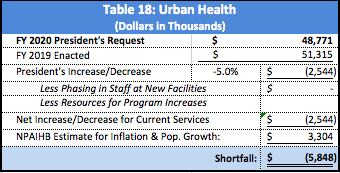 Table 18: Urban Health
(Dollars in Thousands)
FY 2020 President's Request $ 48,771
FY 2019 Enacted $ 51,315
President's Increase/Decrease -5.0% $ (2,544)
Less Phasing in Staff at New Facilities $ -
Less Resources for Program Increases
Net Increase/Decrease for Current Services $ (2,544)
NPAIHB Estimate for Inflation & Pop. Growth: $ 3,304
Shortfall: $ (5,848)